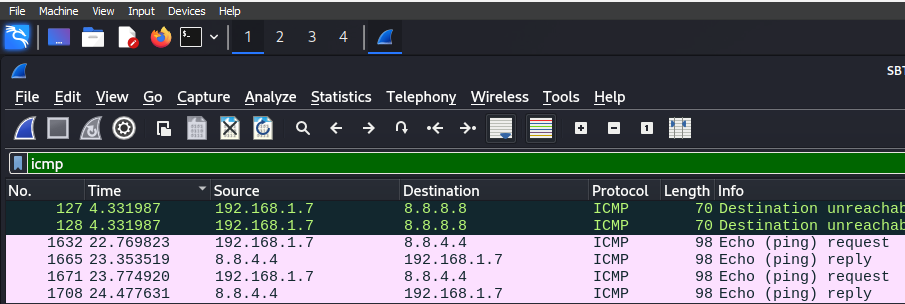 File Machine View Input Devices Help
1 2 3 4
SBT
File Edit View Go Capture Analyze Statistics Telephony Wireless Tools Help
icmp
No. Time Source Destination Protocol Length Info
127 4.331987 192.168.1.7 8.8.8.8 ICMP 70 Destination unreachab
128 4.331987 192.168.1.7 8.8.8.8 ICMP 70 Destination unreachab
1632 22.769823 192.168.1.7 8.8.4.4 ICMP 98 Echo (ping) request
1665 23.353519 8.8.4.4 192.168.1.7 ICMP 98 Echo (ping) reply
1671 23.774920 192.168.1.7 8.8.4.4 ICMP 98 Echo (ping) request
1708 24.477631 8.8.4.4 192.168.1.7 ICMP 98 Echo (ping) reply